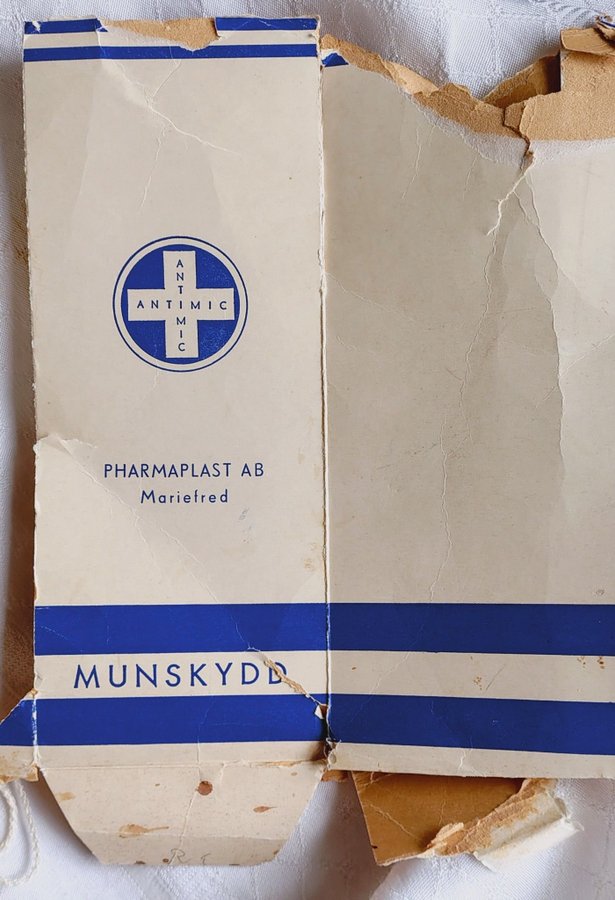 ANTIMIC
ANTIMIC
PHARMAPLAST AB
Mariefred
MUNSKYDD